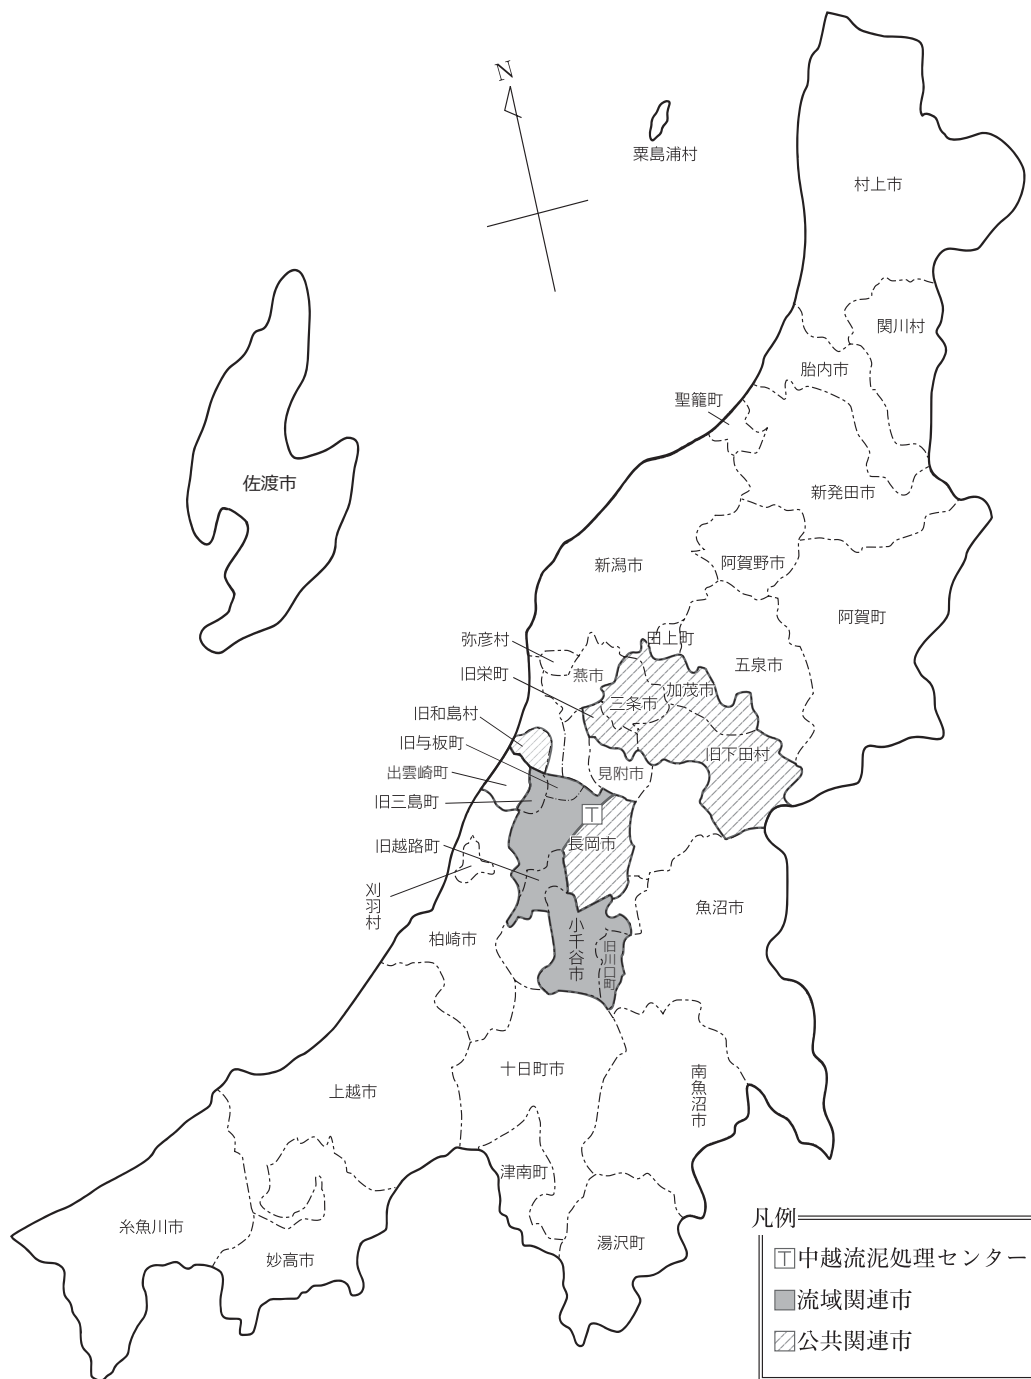 N
粟島浦村
村上市
関川村
胎内市
聖籠町
佐渡市
新発田市
新潟市
阿賀野市
阿賀町
弥彦村
田上町
五泉市
旧栄町
燕市
三条市
加茂市
旧和島村
旧与板町
旧下田村
出雲崎町
見附市
旧三島町
T
長岡市
旧越路町
刈羽村
魚沼市
柏崎市
小千谷市
旧川口町
十日町市
上越市
南魚沼市
津南町
糸魚川市
妙高市
湯沢町
凡例
T中越流泥処理センター
流域関連市
公共関連市